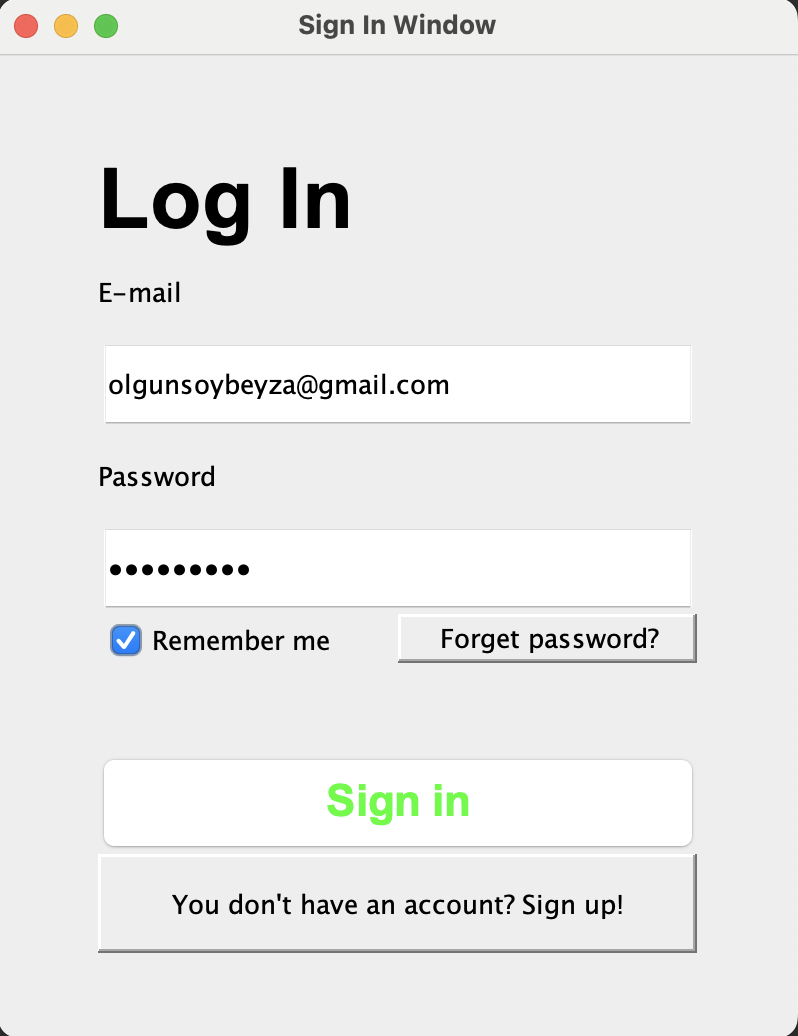 Sign In Window
Log In
E-mail
olgunsoybeyza@gmail.com
Password
•••••••••
Remember me
Forget password?
Sign in
You don't have an account? Sign up!